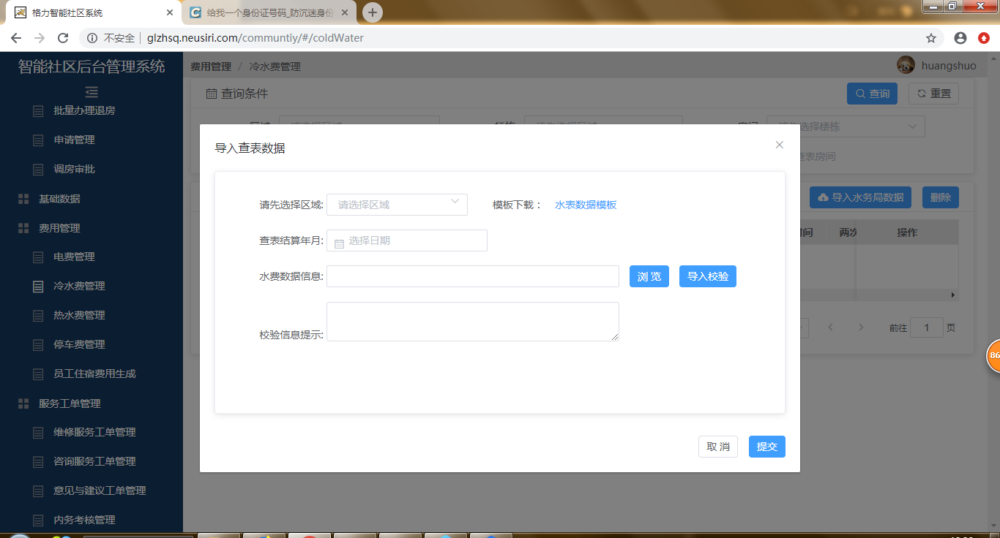 格力智能社区系统
给我一个身份证号码_防沉迷身份
不安全 glzhsq.neusiri.com/communtiy/#/coldWater
智能社区后台管理系统
批量办理退房
申请管理
调房审批
基础数据
费用管理
电费管理
冷水费管理
热水费管理
停车费管理
员工住宿费用生成
服务工单管理
维修服务工单管理
咨询服务工单管理
意见与建议工单管理
内务考核管理
费用管理 / 冷水费管理
huangshuo
查询条件
查询
重置
选择楼栋
查表房间
导入水务局数据
删除
间
两次
操作
前往 1 页
86
导入查表数据
请先选择区域: 请选择区域
模板下载： 水表数据模板
查表结算年月: 选择日期
水费数据信息:
浏 览
导入校验
校验信息提示:
取 消
提交